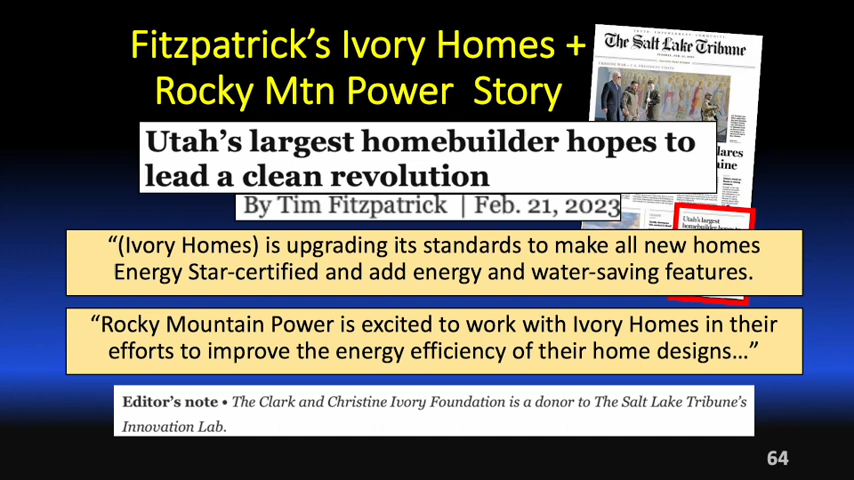 Fitzpatrick's Ivory Homes +
Rocky Mtn Power Story
The Salt Lake Tribune
Utah's largest homebuilder hopes to
lead a clean revolution
By Tim Fitzpatrick | Feb. 21, 2023
Utah's largest
“(Ivory Homes) is upgrading its standards to make all new homes
Energy Star-certified and add energy and water-saving features.
“Rocky Mountain Power is excited to work with Ivory Homes in their
efforts to improve the energy efficiency of their home designs...”
Editor's note • The Clark and Christine Ivory Foundation is a donor to The Salt Lake Tribune's
Innovation Lab.
64